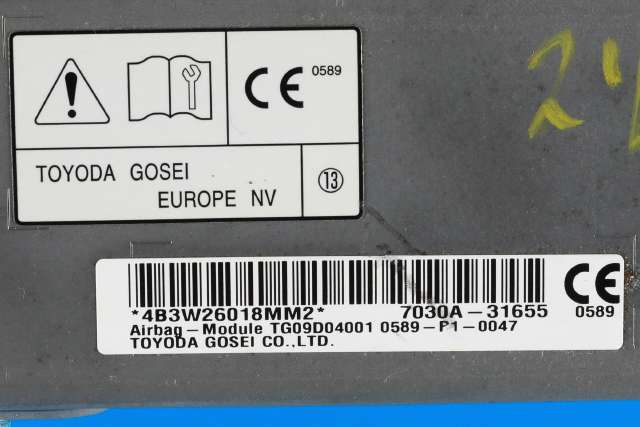 CE 0589
TOYODA GOSEI
EUROPE NV
13
*4B3W26018MM2* 7030A-31655
Airbag-Module TG09D04001 0589-P1-0047
TOYODA GOSEI CO.,LTD.
CE
0589